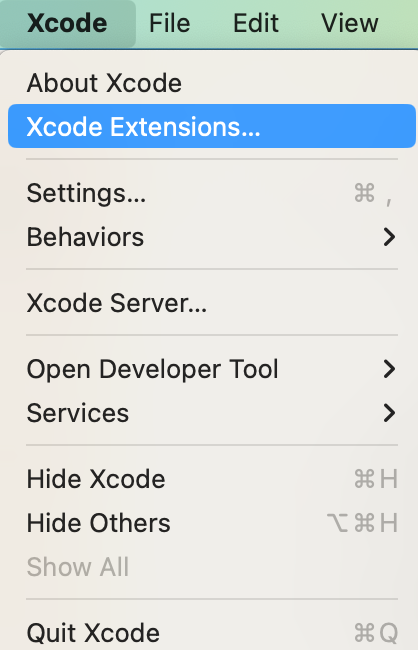 Xcode File Edit View
About Xcode
Xcode Extensions...
Settings... ⌘ ,
Behaviors >
Xcode Server...
Open Developer Tool >
Services >
Hide Xcode ⌘H
Hide Others ⌥⌘H
Show All
Quit Xcode ⌘Q